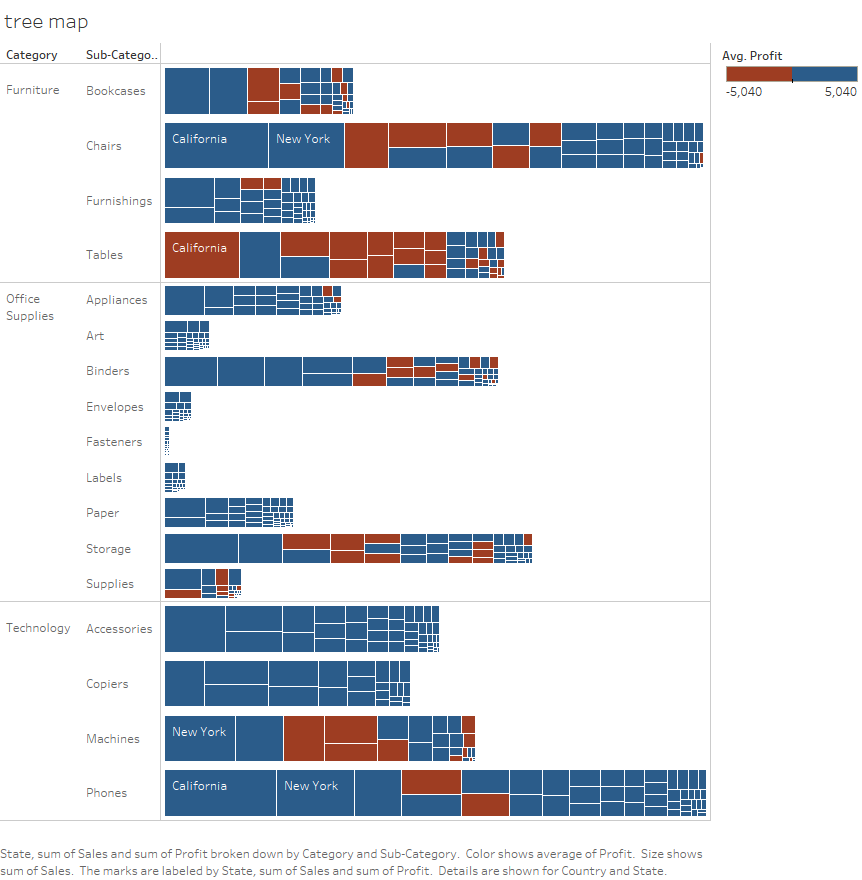 tree map
Category Sub-Catego..
Avg. Profit
-5,040 5,040
Furniture Bookcases
Chairs California New York
Furnishings
Tables California
Office Supplies Appliances
Art
Binders
Envelopes
Fasteners
Labels
Paper
Storage
Supplies
Technology Accessories
Copiers
Machines New York
Phones California New York
State, sum of Sales and sum of Profit broken down by Category and Sub-Category.  Color shows average of Profit.  Size shows
sum of Sales.  The marks are labeled by State, sum of Sales and sum of Profit.  Details are shown for Country and State.